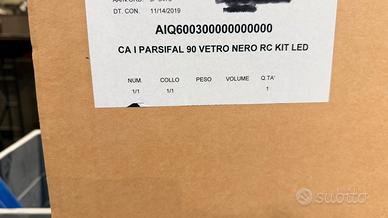 DT. CON. 11/14/2019
AIQ600300000000000
CA I PARSIFAL 90 VETRO NERO RC KIT LED
NUM. COLLO PESO VOLUME Q.TA'
1/1 1/1 1
subito